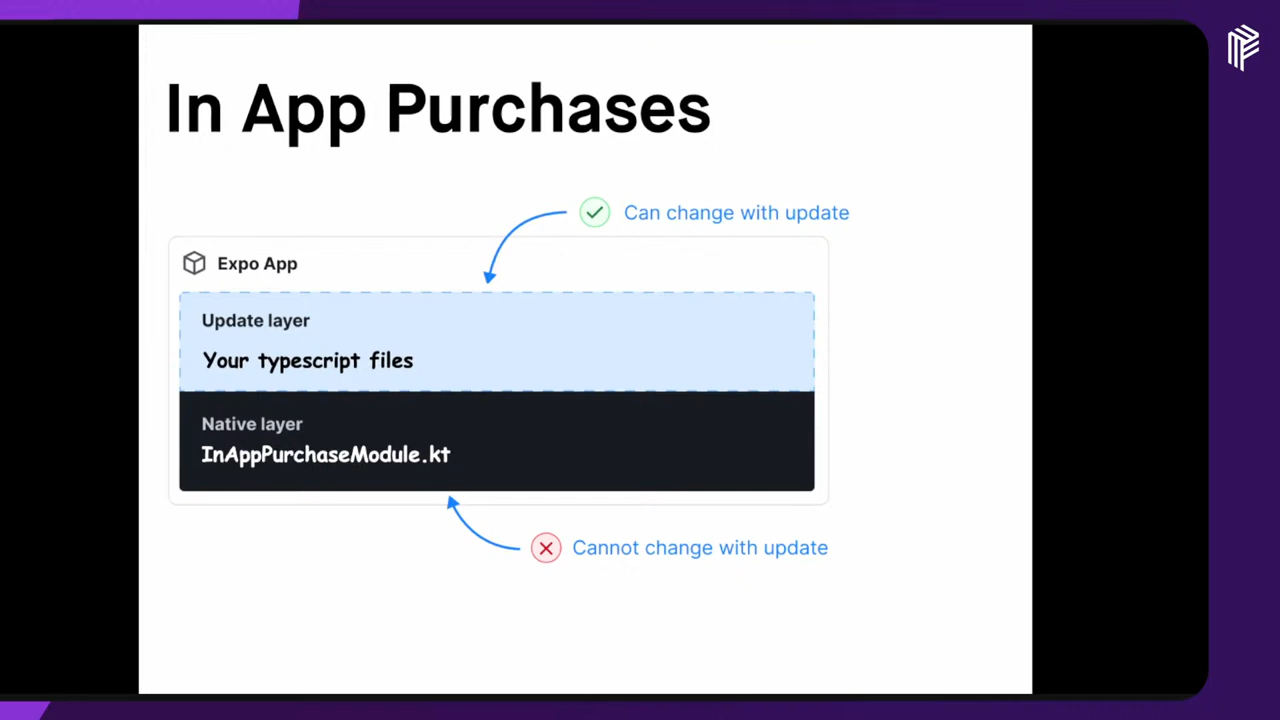 In App Purchases
Can change with update
Expo App
Update layer
Your typescript files
Native layer
InAppPurchaseModule.kt
Cannot change with update